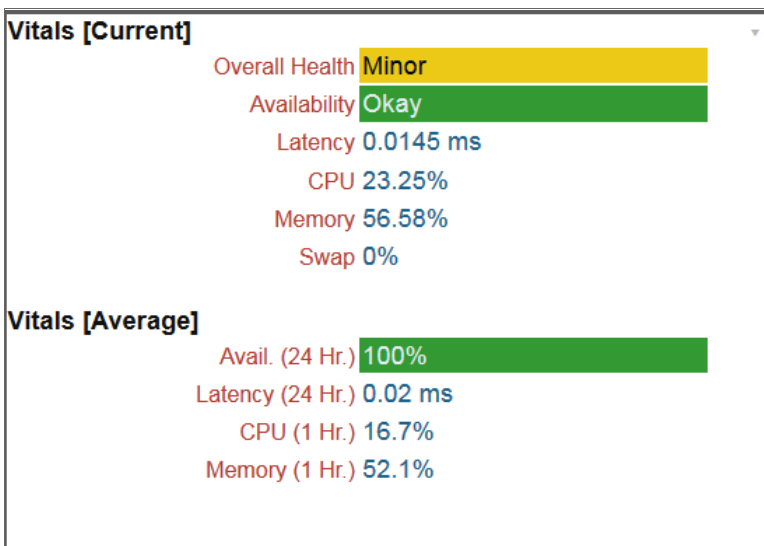 Vitals [Current]
Overall Health Minor
Availability Okay
Latency 0.0145 ms
CPU 23.25%
Memory 56.58%
Swap 0%
Vitals [Average]
Avail. (24 Hr.) 100%
Latency (24 Hr.) 0.02 ms
CPU (1 Hr.) 16.7%
Memory (1 Hr.) 52.1%